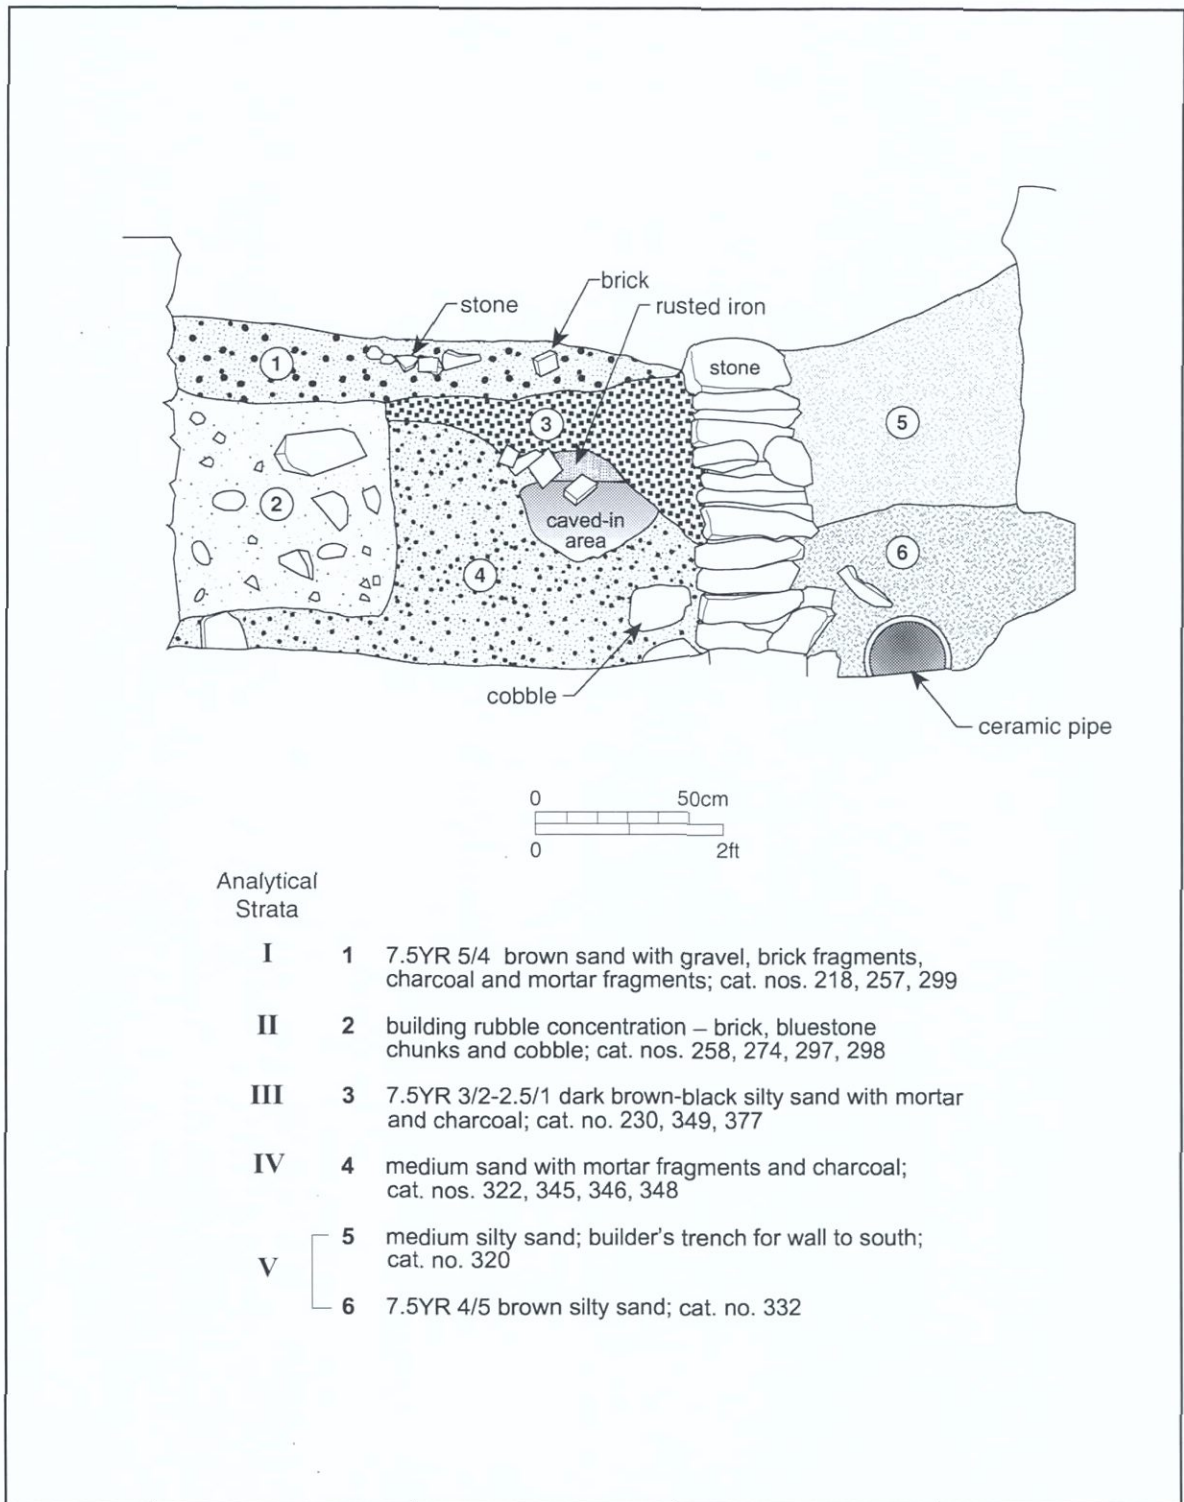 brick
stone
rusted iron
1
stone
3
5
2
caved-in
area
6
4
cobble
ceramic pipe
0 50cm
0 2ft
Analytical
Strata
I 1 7.5YR 5/4 brown sand with gravel, brick fragments,
charcoal and mortar fragments; cat. nos. 218, 257, 299
II 2 building rubble concentration – brick, bluestone
chunks and cobble; cat. nos. 258, 274, 297, 298
III 3 7.5YR 3/2-2.5/1 dark brown-black silty sand with mortar
and charcoal; cat. no. 230, 349, 377
IV 4 medium sand with mortar fragments and charcoal;
cat. nos. 322, 345, 346, 348
V 5 medium silty sand; builder's trench for wall to south;
cat. no. 320
6 7.5YR 4/5 brown silty sand; cat. no. 332